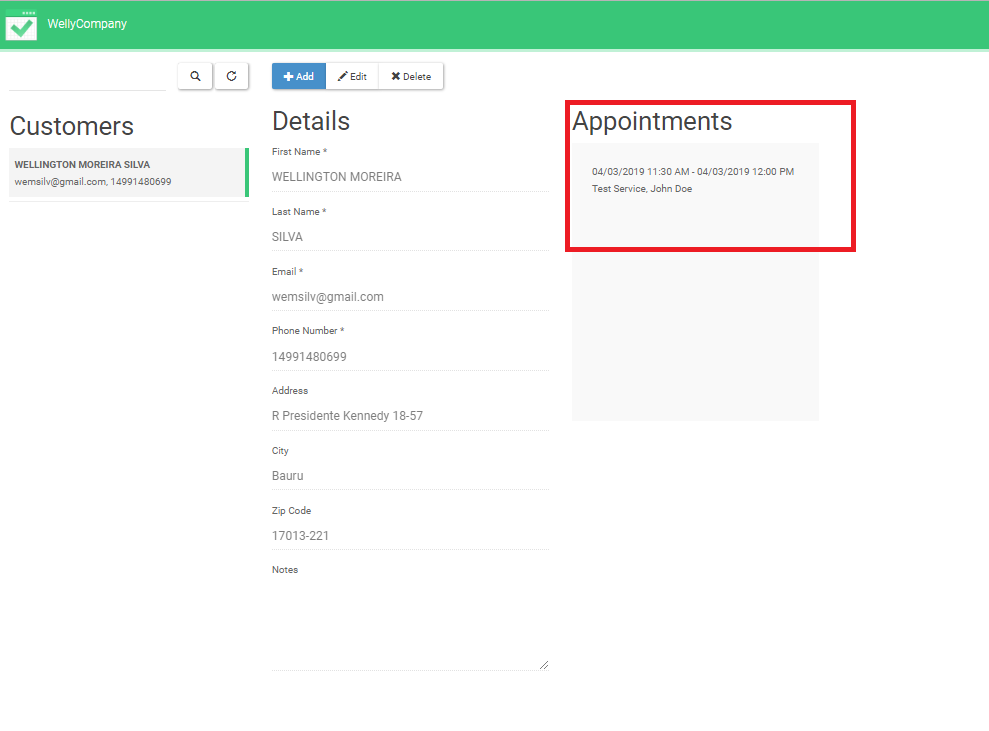 WellyCompany
Add
Edit
Delete
Customers
WELLINGTON MOREIRA SILVA
wemsilv@gmail.com, 14991480699
Details
First Name *
WELLINGTON MOREIRA
Last Name *
SILVA
Email *
wemsilv@gmail.com
Phone Number *
14991480699
Address
R Presidente Kennedy 18-57
City
Bauru
Zip Code
17013-221
Notes
Appointments
04/03/2019 11:30 AM - 04/03/2019 12:00 PM
Test Service, John Doe